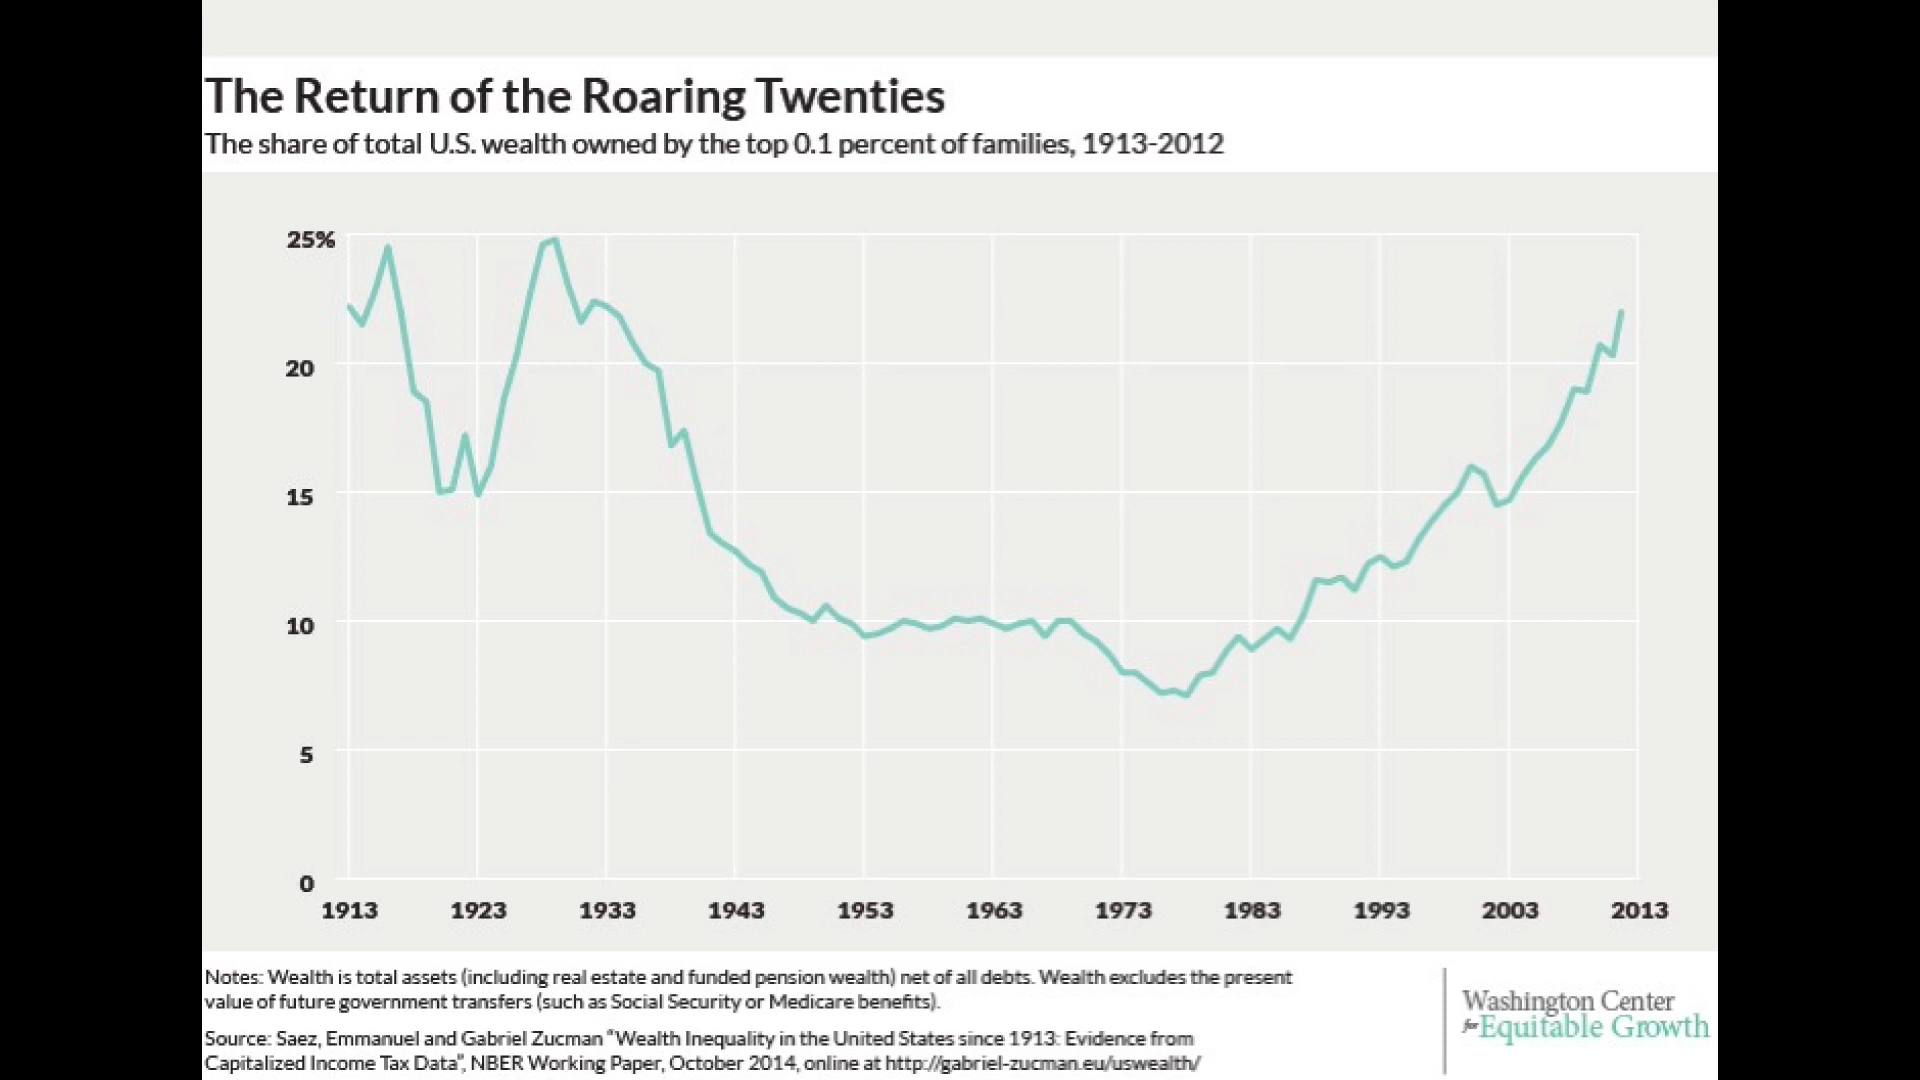 The Return of the Roaring Twenties
The share of total U.S. wealth owned by the top 0.1 percent of families, 1913-2012
25%
20
15
10
5
0
1913 1923 1933 1943 1953 1963 1973 1983 1993 2003 2013
Notes: Wealth is total assets (including real estate and funded pension wealth) net of all debts. Wealth excludes the present
value of future government transfers (such as Social Security or Medicare benefits).
Source: Saez, Emmanuel and Gabriel Zucman "Wealth Inequality in the United States since 1913: Evidence from
Capitalized Income Tax Data", NBER Working Paper, October 2014, online at http://gabriel-zucman.eu/uswealth/
Washington Center
for Equitable Growth